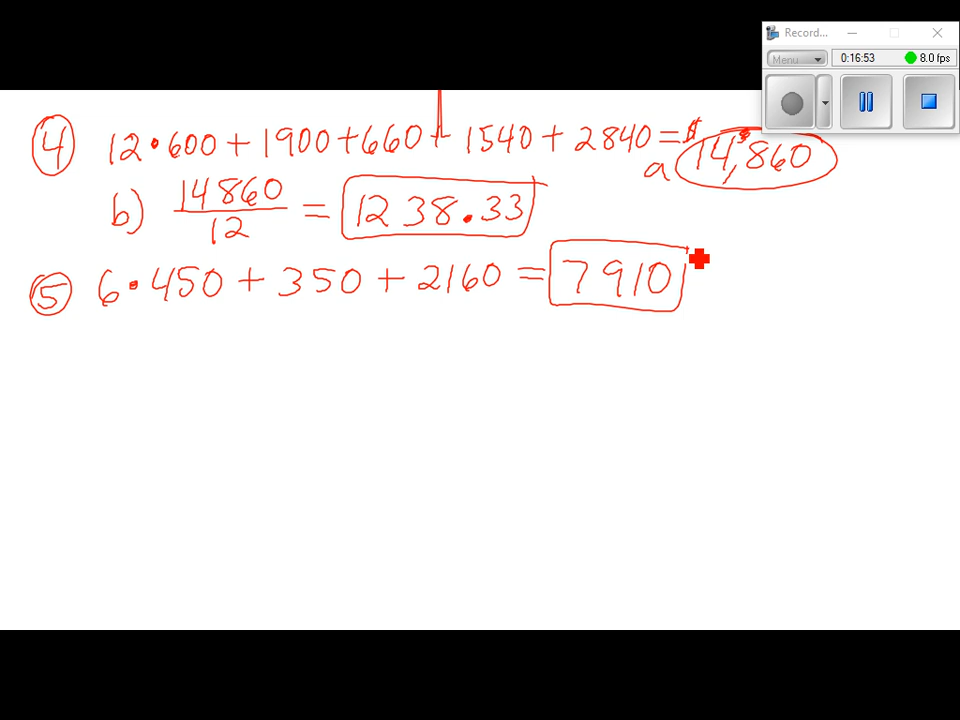 Record...
Menu 0:16:53 8.0 fps
④ 12·600+1900+660+1540+2840=$14,860
a
b) 14860/12 = 1238.33
⑤ 6·450+350+2160=7910